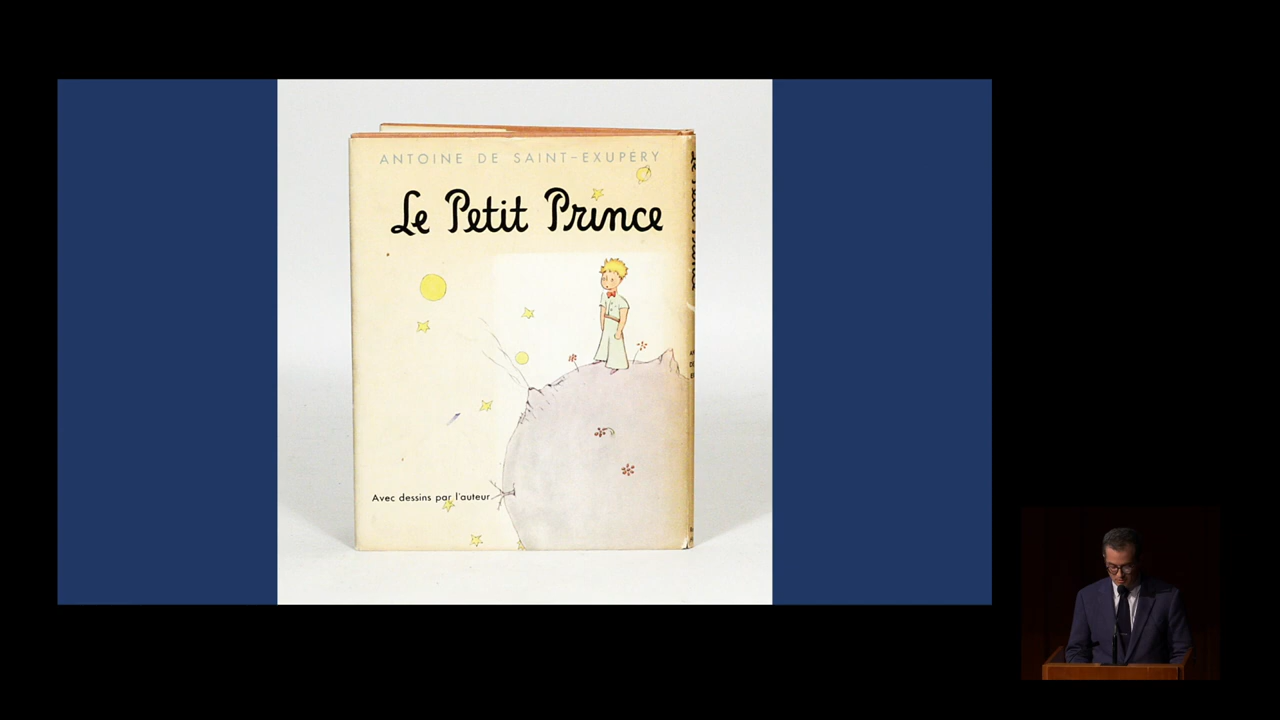 ANTOINE DE SAINT-EXUPÉRY
Le Petit Prince
Avec dessins par l'auteur